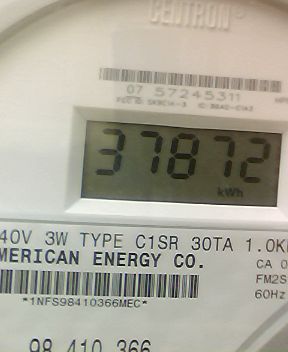 CENTRON®
07 57245311
37872
kWh
40V 3W TYPE C1SR 30TA 1.0K
MERICAN ENERGY CO.
CA 0
FM2S
60Hz
*1NFS98410366MEC*
98 410 366